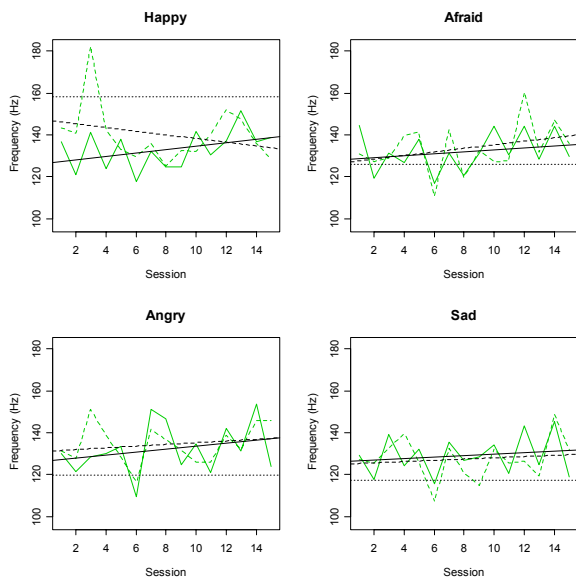 Happy
Frequency (Hz)
100 120 140 160 180
2 4 6 8 10 12 14
Session
Afraid
Frequency (Hz)
100 120 140 160 180
2 4 6 8 10 12 14
Session
Angry
Frequency (Hz)
100 120 140 160 180
2 4 6 8 10 12 14
Session
Sad
Frequency (Hz)
100 120 140 160 180
2 4 6 8 10 12 14
Session